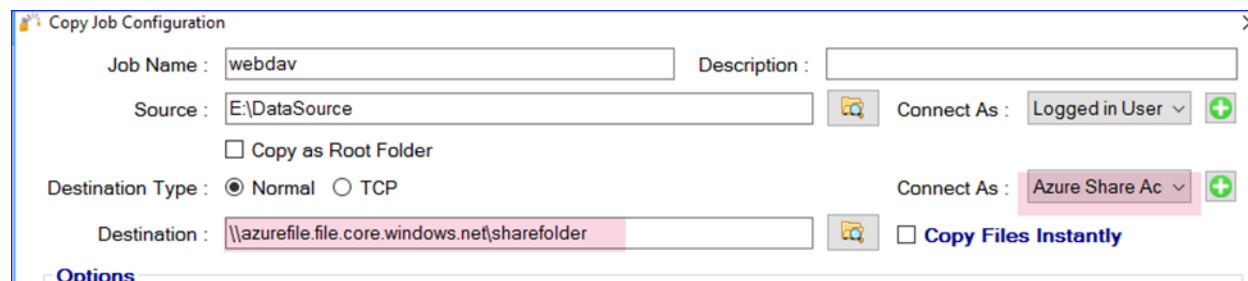 Copy Job Configuration
Job Name : webdav Description :
Source : E:\DataSource Connect As : Logged in User
Copy as Root Folder
Destination Type : Normal TCP Connect As : Azure Share Ac
Destination : \\azurefile.file.core.windows.net\sharefolder Copy Files Instantly
Options